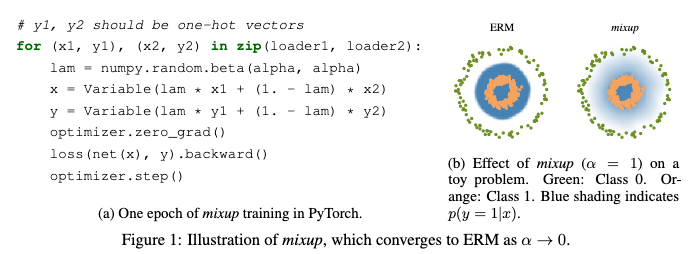 # y1, y2 should be one-hot vectors
for (x1, y1), (x2, y2) in zip(loader1, loader2):
    lam = numpy.random.beta(alpha, alpha)
    x = Variable(lam * x1 + (1. - lam) * x2)
    y = Variable(lam * y1 + (1. - lam) * y2)
    optimizer.zero_grad()
    loss(net(x), y).backward()
    optimizer.step()
(a) One epoch of mixup training in PyTorch.
ERM
mixup
(b) Effect of mixup (α = 1) on a
toy problem. Green: Class 0. Or-
ange: Class 1. Blue shading indicates
p(y = 1|x).
Figure 1: Illustration of mixup, which converges to ERM as α → 0.